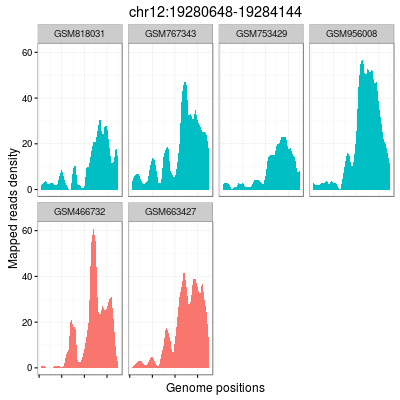 chr12:19280648-19284144
GSM818031 GSM767343 GSM753429 GSM956008
60
40
20
0
Mapped reads density
GSM466732 GSM663427
60
40
20
0
Genome positions